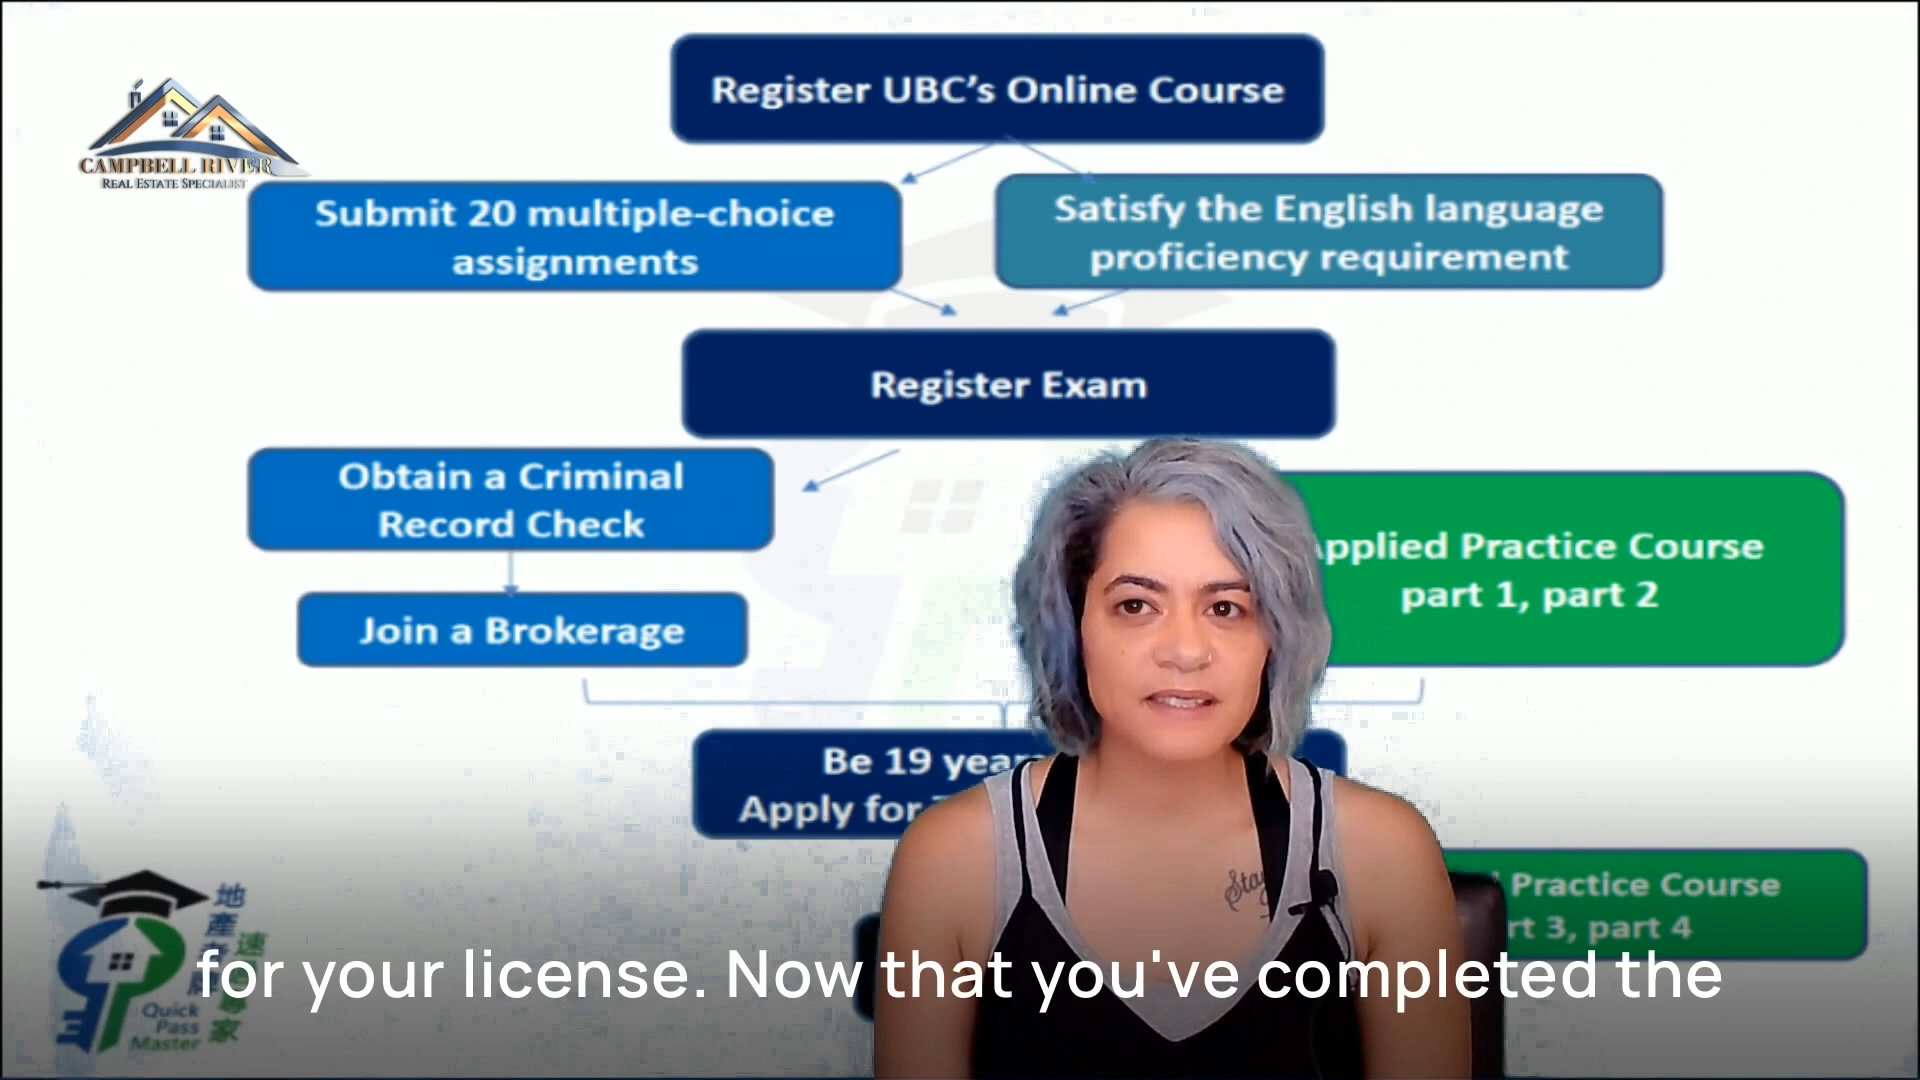 Register UBC's Online Course
CAMPBELL RIVER
REAL ESTATE SPECIALIST
Submit 20 multiple-choice
assignments
Satisfy the English language
proficiency requirement
Register Exam
Obtain a Criminal
Record Check
Applied Practice Course
part 1, part 2
Join a Brokerage
Be 19 year
Apply for
Practice Course
rt 3, part 4
地產
速
家
Quick
Pass
Master
Stay
for your license. Now that you've completed the